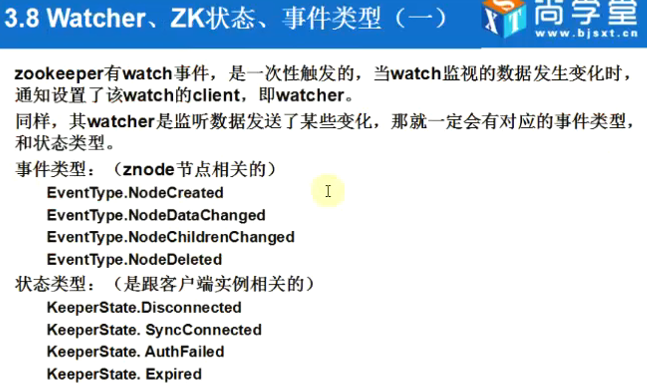 3.8 Watcher、ZK状态、事件类型（一）
尚学堂
www.bjsxt.cn
zookeeper有watch事件，是一次性触发的，当watch监视的数据发生变化时，
通知设置了该watch的client，即watcher。
同样，其watcher是监听数据发送了某些变化，那就一定会有对应的事件类型，
和状态类型。
事件类型：（znode节点相关的）
EventType.NodeCreated
EventType.NodeDataChanged
EventType.NodeChildrenChanged
EventType.NodeDeleted
状态类型：（是跟客户端实例相关的）
KeeperState.Disconnected
KeeperState. SyncConnected
KeeperState. AuthFailed
KeeperState. Expired